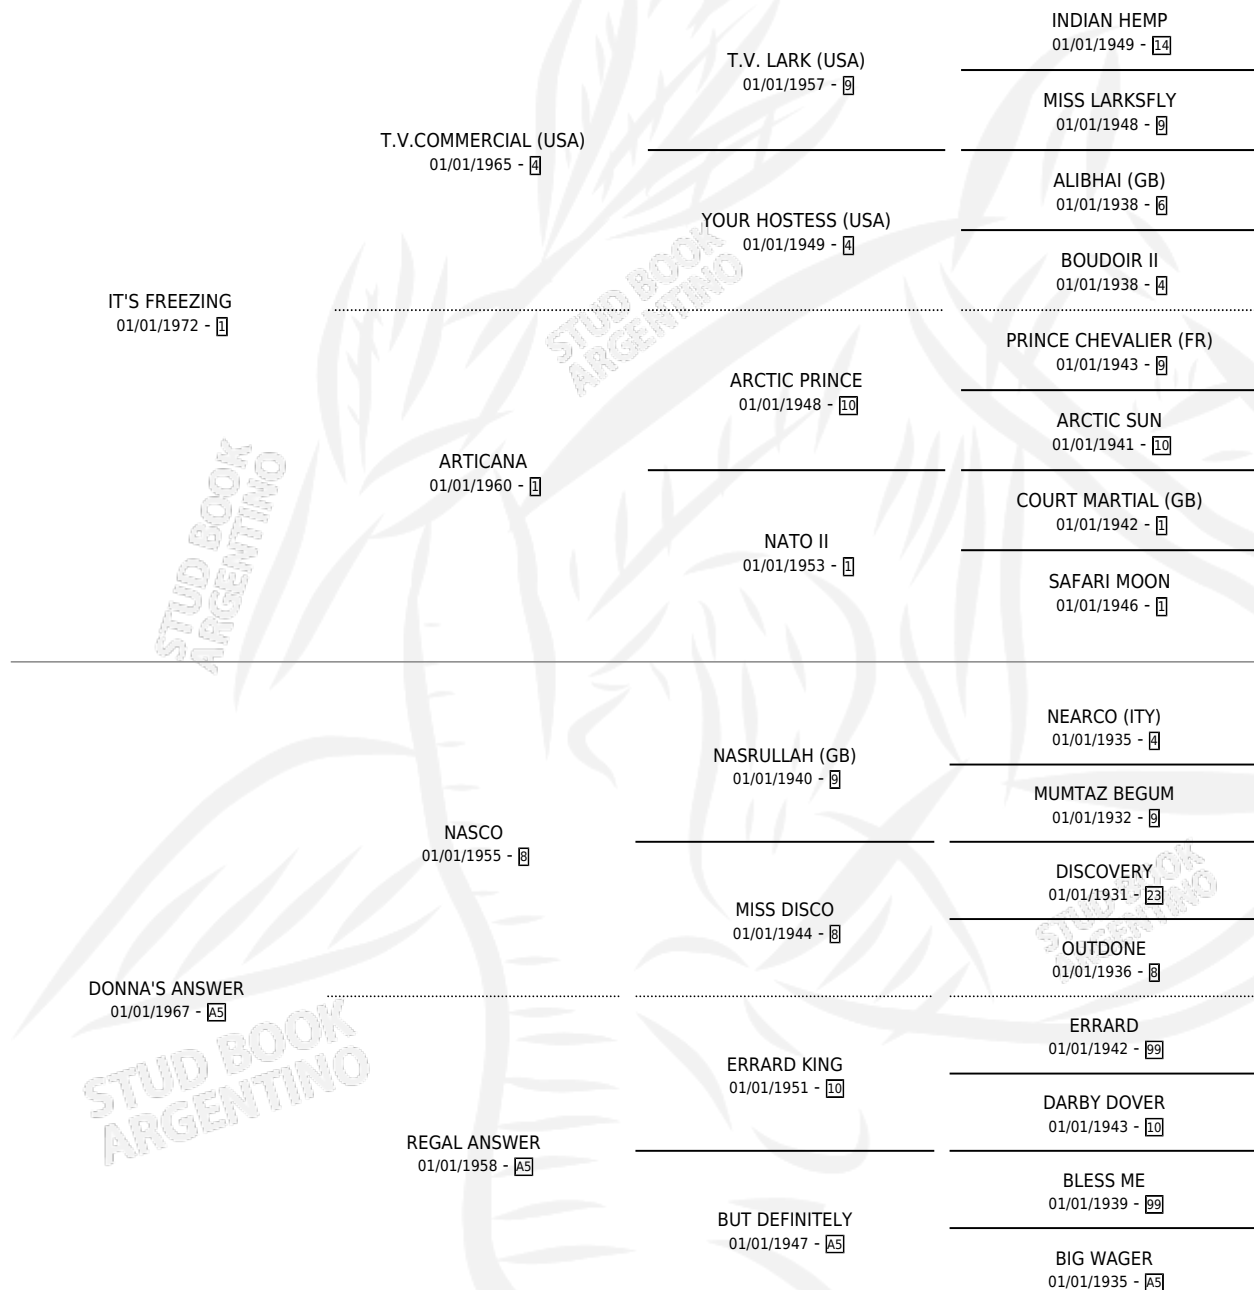 INDIAN HEMP
01/01/1949 - 14
T.V. LARK (USA)
01/01/1957 - 9
MISS LARKSFLY
01/01/1948 - 9
T.V.COMMERCIAL (USA)
01/01/1965 - 4
ALIBHAI (GB)
01/01/1938 - 6
YOUR HOSTESS (USA)
01/01/1949 - 4
BOUDOIR II
01/01/1938 - 4
IT'S FREEZING
01/01/1972 - 1
PRINCE CHEVALIER (FR)
01/01/1943 - 9
ARCTIC PRINCE
01/01/1948 - 10
ARCTIC SUN
01/01/1941 - 10
ARTICANA
01/01/1960 - 1
COURT MARTIAL (GB)
01/01/1942 - 1
NATO II
01/01/1953 - 1
SAFARI MOON
01/01/1946 - 1
STUD BOOK
ARGENTINO
STUD BOOK
ARGENTINO
NEARCO (ITY)
01/01/1935 - 4
NASRULLAH (GB)
01/01/1940 - 9
MUMTAZ BEGUM
01/01/1932 - 9
NASCO
01/01/1955 - 8
DISCOVERY
01/01/1931 - 23
MISS DISCO
01/01/1944 - 8
OUTDONE
01/01/1936 - 8
DONNA'S ANSWER
01/01/1967 - A5
ERRARD
01/01/1942 - 99
ERRARD KING
01/01/1951 - 10
DARBY DOVER
01/01/1943 - 10
REGAL ANSWER
01/01/1958 - A5
BLESS ME
01/01/1939 - 99
BUT DEFINITELY
01/01/1947 - A5
BIG WAGER
01/01/1935 - A5
STUD BOOK
ARGENTINO
STUD BOOK
ARGENTINO